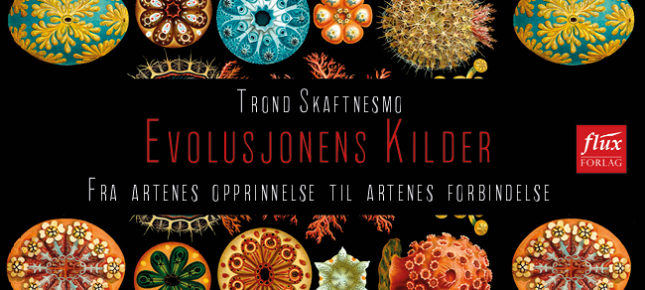 Trond Skaftnesmo
Evolusjonens Kilder
flux
FORLAG
Fra artenes opprinnelse til artenes forbindelse